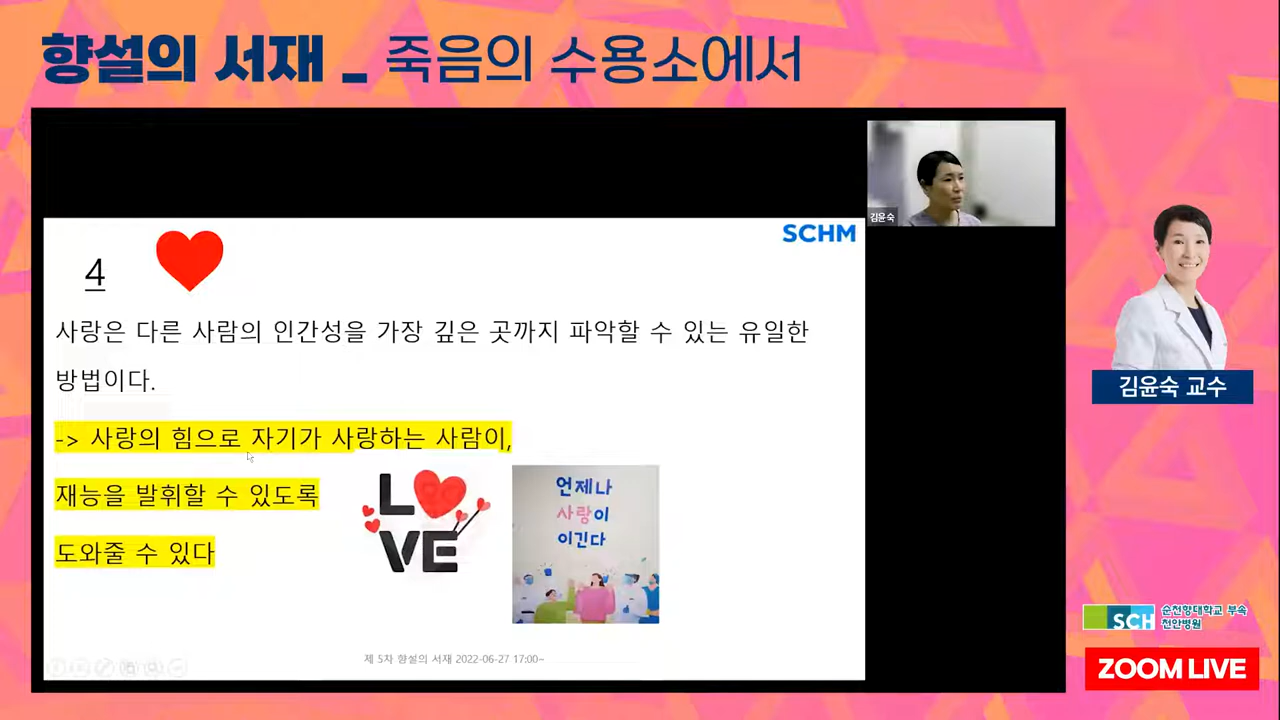 향설의 서재 _ 죽음의 수용소에서
김윤숙
SCHM
4
사랑은 다른 사람의 인간성을 가장 깊은 곳까지 파악할 수 있는 유일한
방법이다.
-> 사랑의 힘으로 자기가 사랑하는 사람이,
재능을 발휘할 수 있도록
도와줄 수 있다
LO
VE
언제나
사랑이
이긴다
제 5차 향설의 서재 2022-06-27 17:00~
김윤숙 교수
SCH
순천향대학교 부속
천안병원
ZOOM LIVE